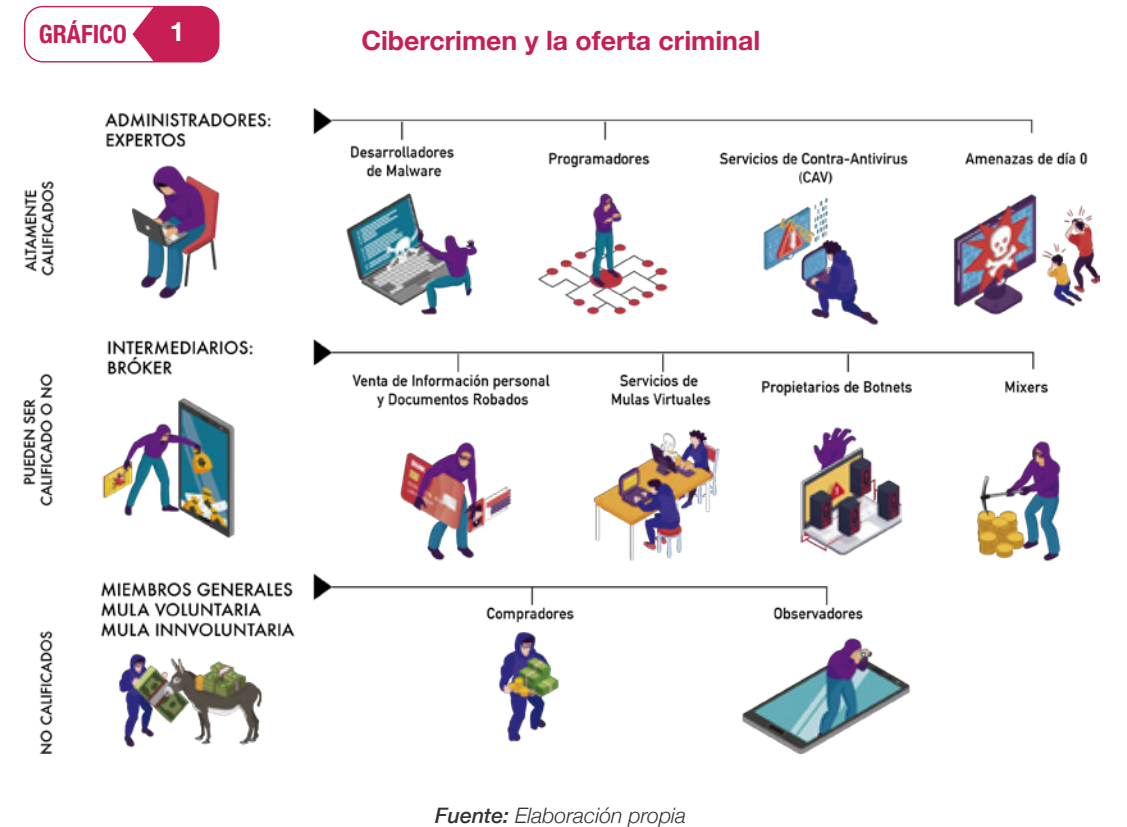 GRÁFICO 1
Cibercrimen y la oferta criminal
ALTAMENTE
CALIFICADOS
ADMINISTRADORES:
EXPERTOS
Desarrolladores
de Malware
Programadores
Servicios de Contra-Antivirus
(CAV)
Amenazas de día 0
PUEDEN SER
CALIFICADO O NO
INTERMEDIARIOS:
BRÓKER
Venta de Información personal
y Documentos Robados
Servicios de
Mulas Virtuales
Propietarios de Botnets
Mixers
NO CALIFICADOS
MIEMBROS GENERALES
MULA VOLUNTARIA
MULA INNVOLUNTARIA
Compradores
Observadores
Fuente: Elaboración propia